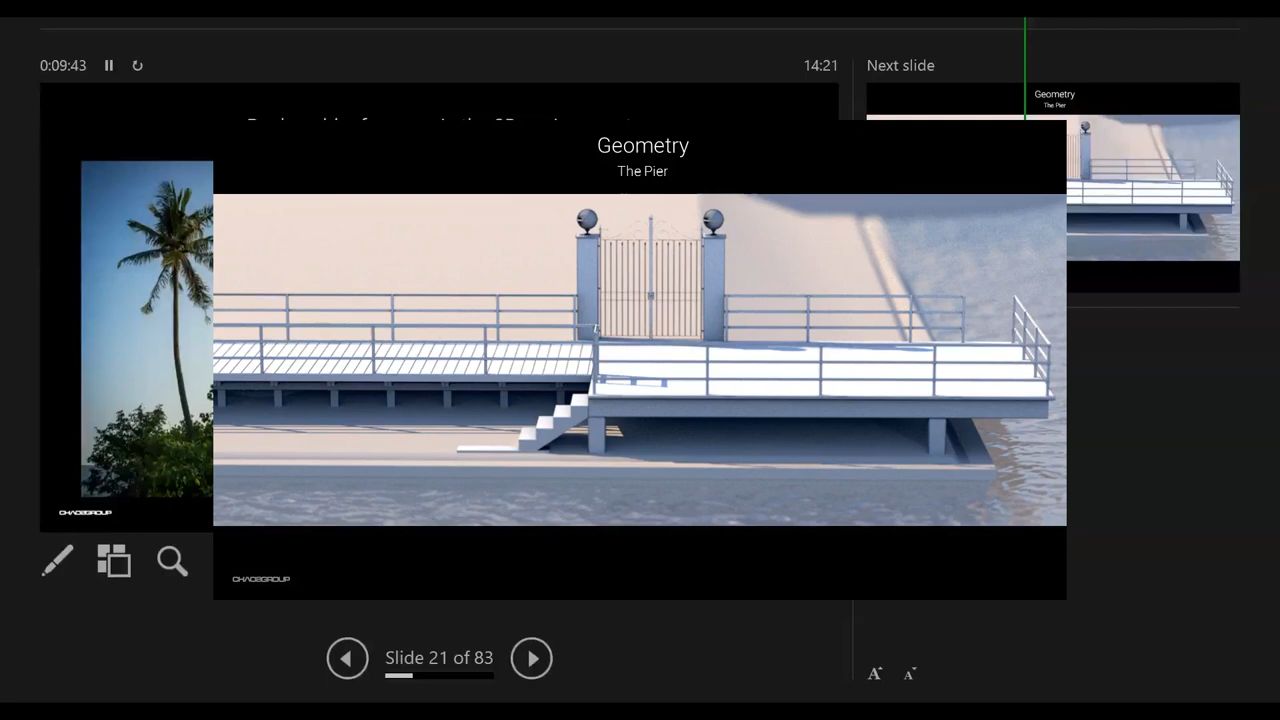 0:09:43
14:21
Next slide
Geometry
The Pier
Geometry
The Pier
CHAOSGROUP
CHAOSGROUP
Slide 21 of 83
A
A